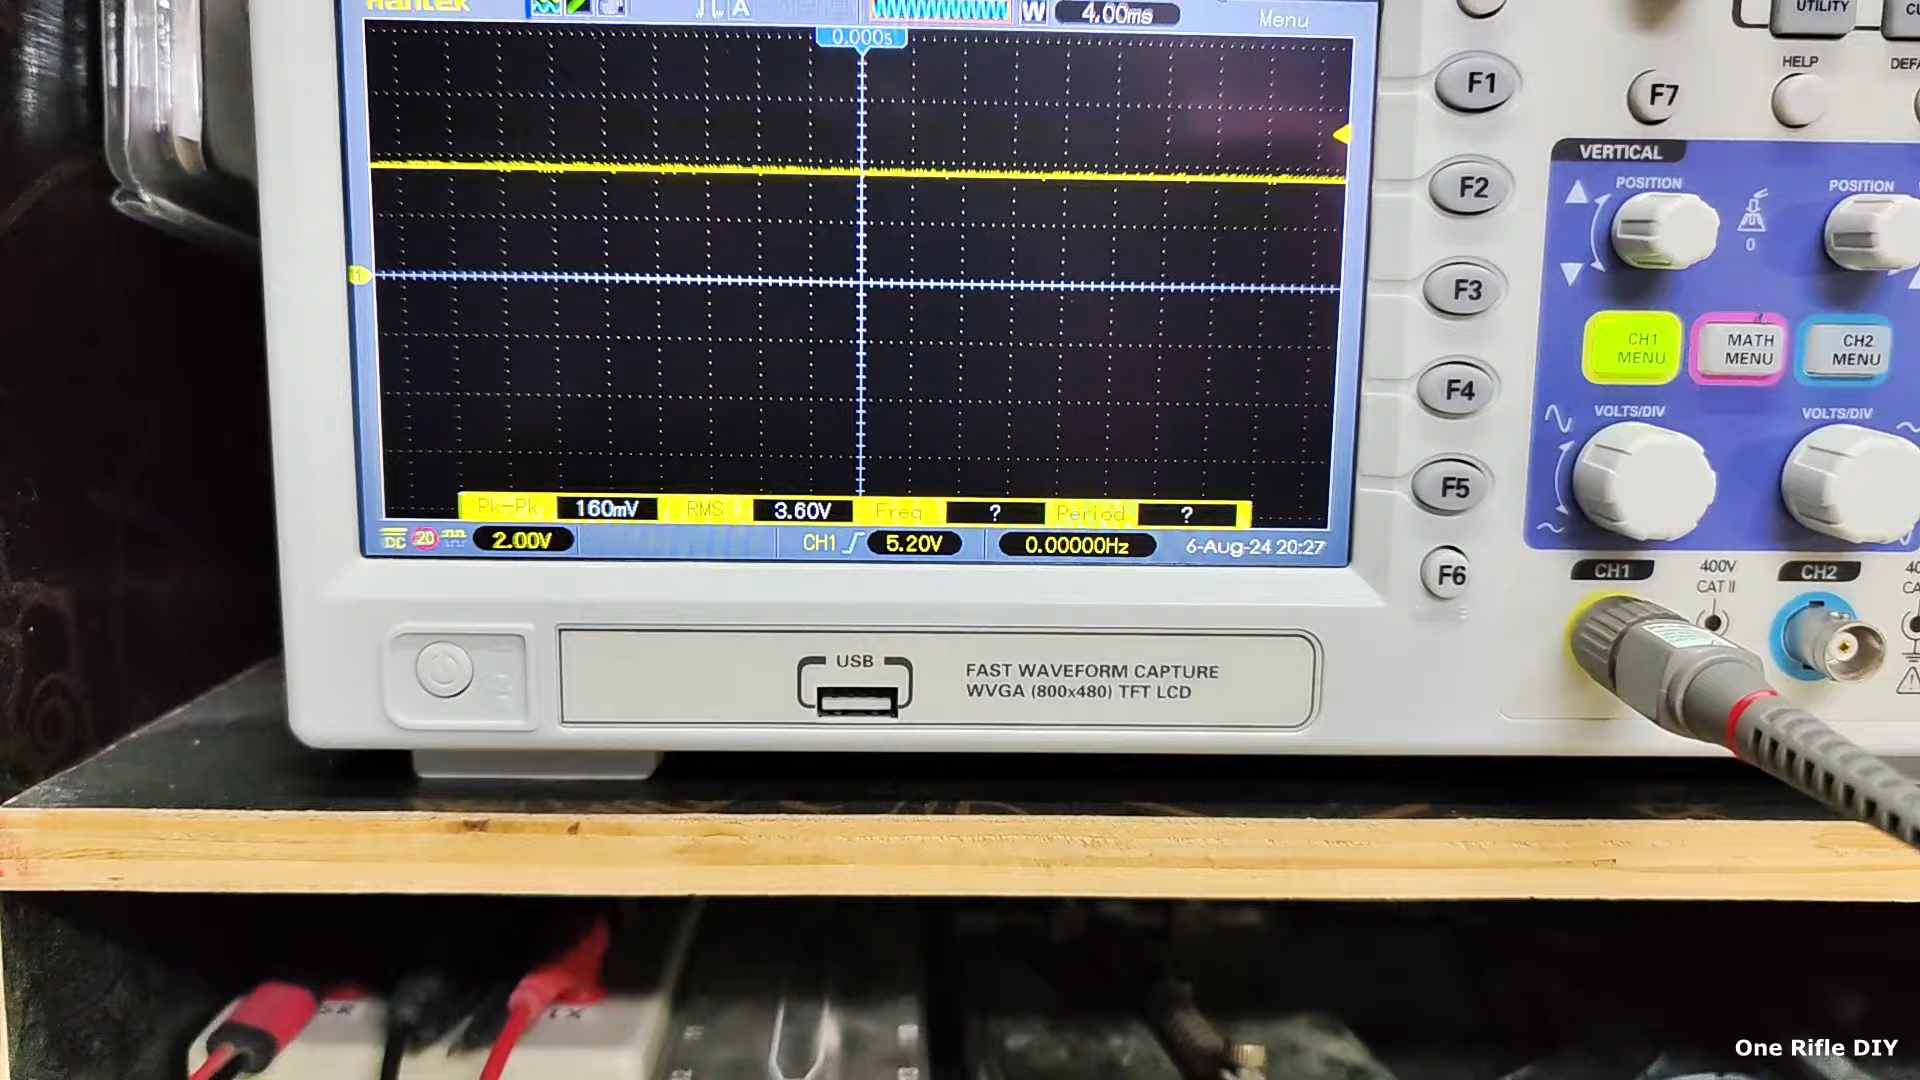 Hantek
A
W 4.00ms
Menu
0.000s
Pk-Pk 160mV RMS 3.60V Freq ? Period ?
DC 20 2.00V CH1 5.20V 0.00000Hz 6-Aug-24 20:27
F1
F2
F3
F4
F5
F6
F7
UTILITY
HELP
VERTICAL
POSITION
POSITION
0
CH1
MENU
MATH
MENU
CH2
MENU
VOLTS/DIV
VOLTS/DIV
CH1
400V
CAT II
CH2
USB
FAST WAVEFORM CAPTURE
WVGA (800x480) TFT LCD
One Rifle DIY